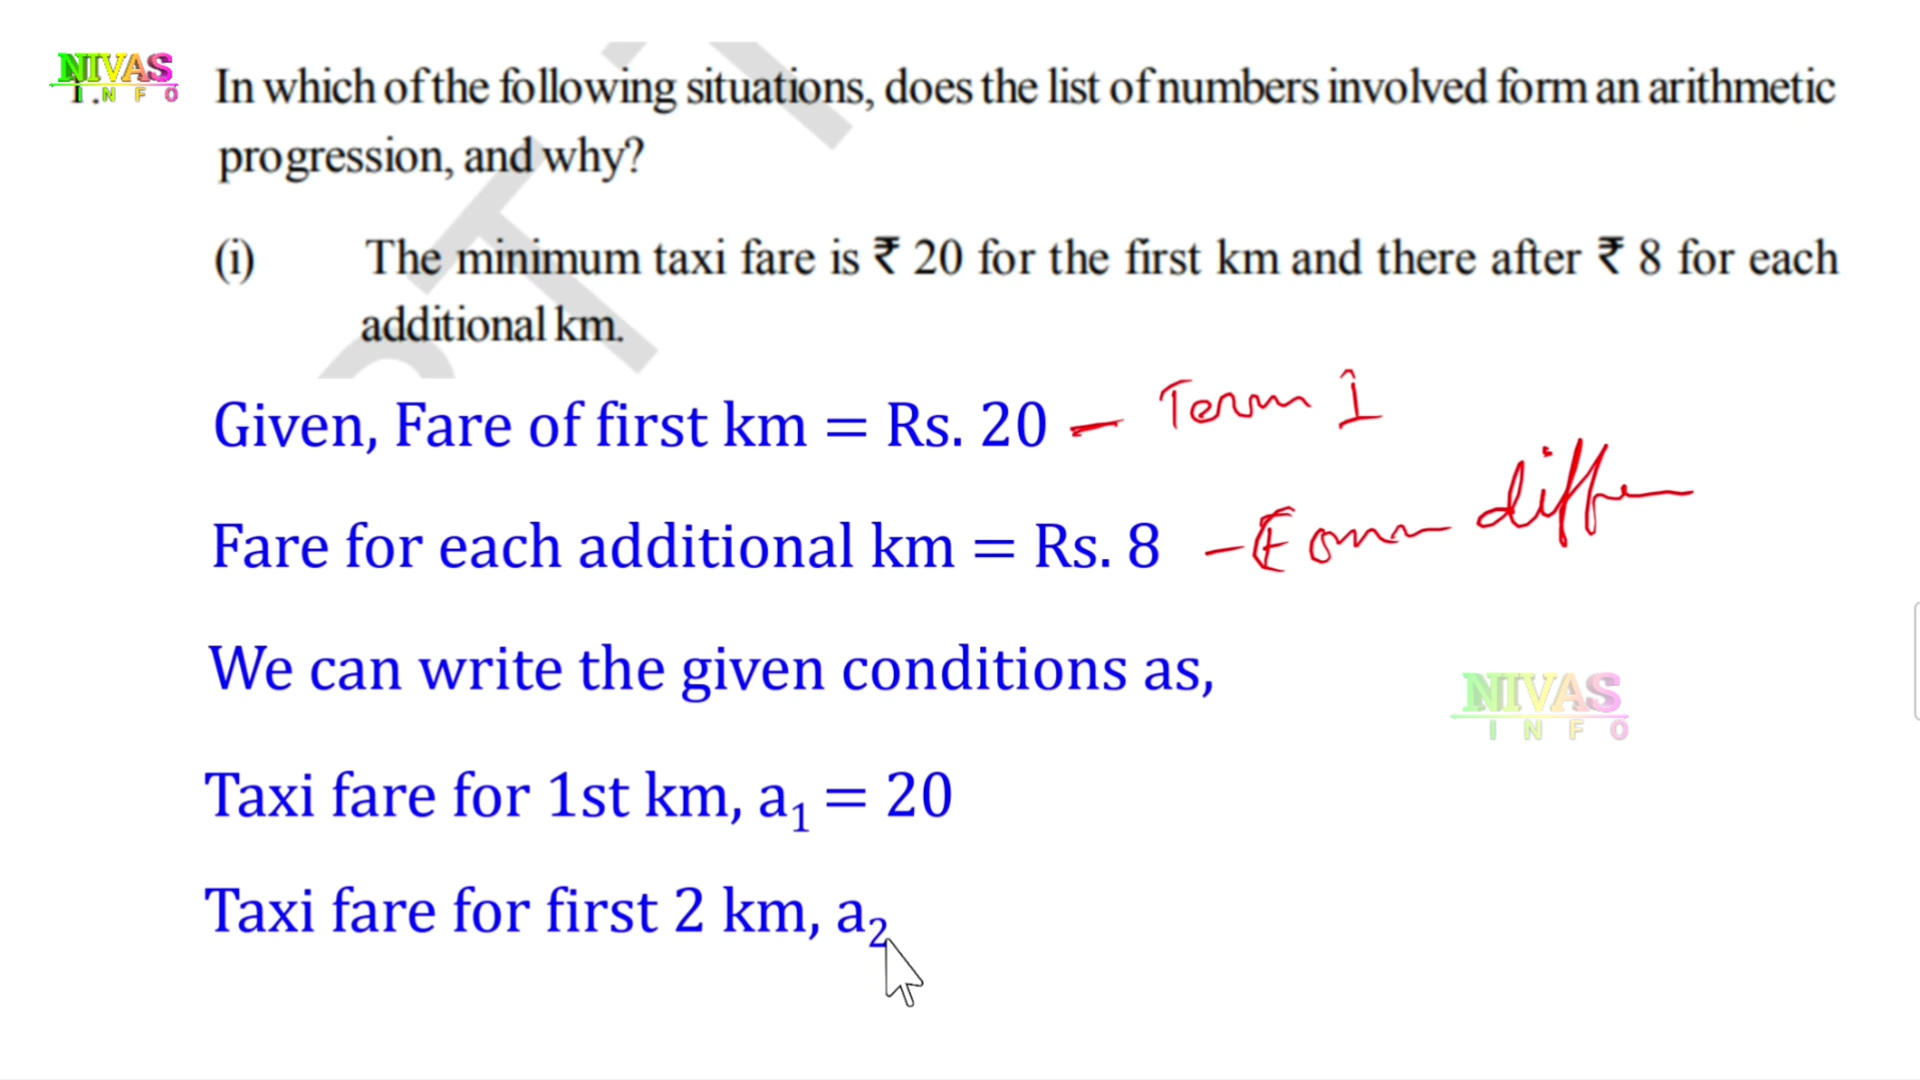 NIVAS
INFO
1. In which of the following situations, does the list of numbers involved form an arithmetic
progression, and why?
(i) The minimum taxi fare is ₹ 20 for the first km and there after ₹ 8 for each
additional km.
Given, Fare of first km = Rs. 20 – Term 1
Fare for each additional km = Rs. 8 –
We can write the given conditions as,
NIVAS
INFO
Taxi fare for 1st km, a₁ = 20
Taxi fare for first 2 km, a₂